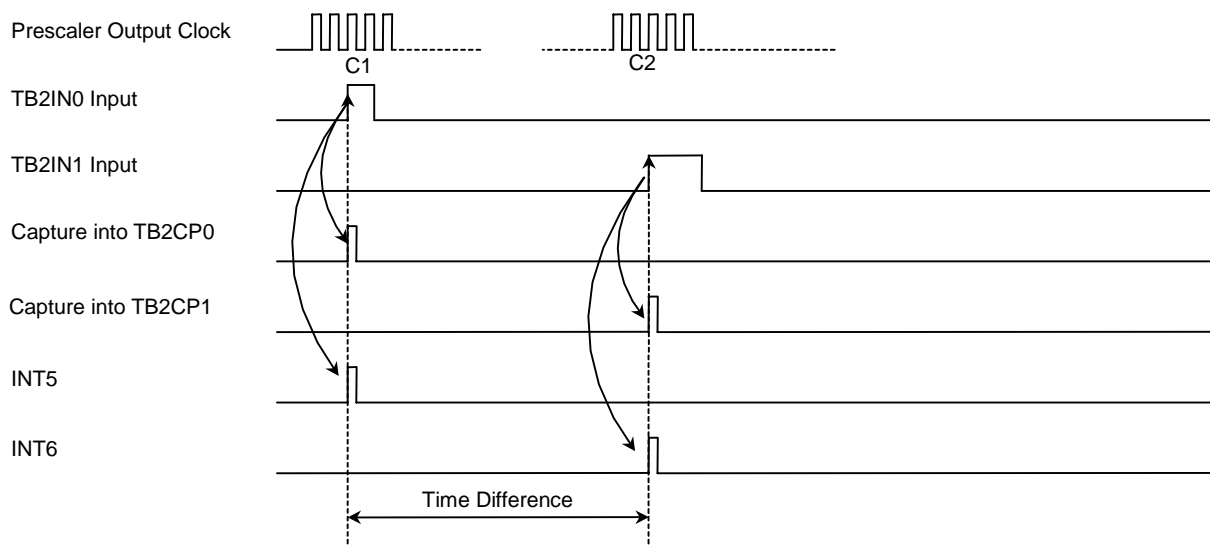 Prescaler Output Clock
C1
C2
TB2IN0 Input
TB2IN1 Input
Capture into TB2CP0
Capture into TB2CP1
INT5
INT6
Time Difference